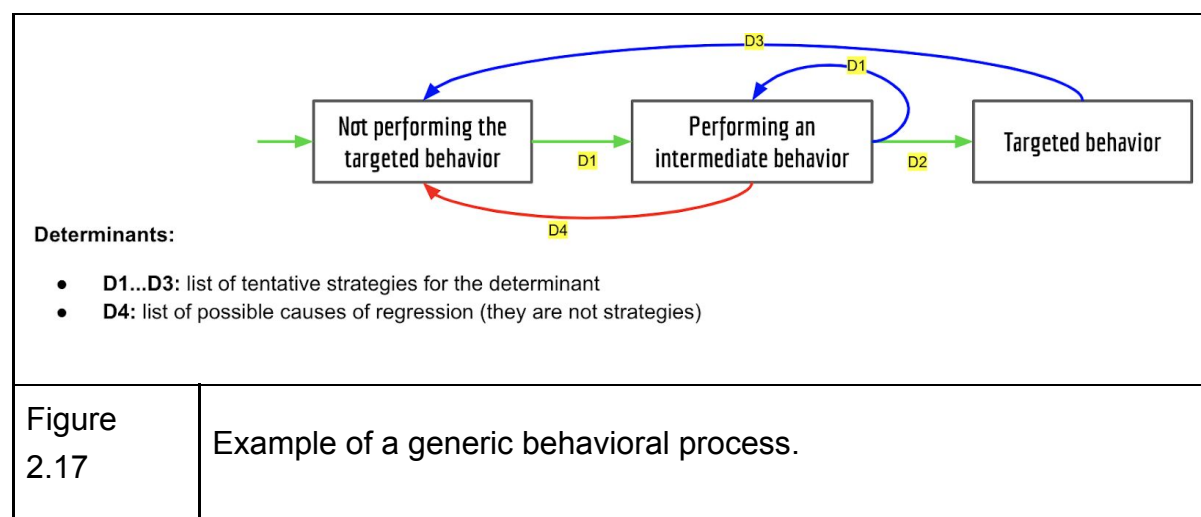 D3
D1
Not performing the
targeted behavior
D1
Performing an
intermediate behavior
D2
Targeted behavior
D4
Determinants:
● D1...D3: list of tentative strategies for the determinant
● D4: list of possible causes of regression (they are not strategies)
Figure
2.17
Example of a generic behavioral process.